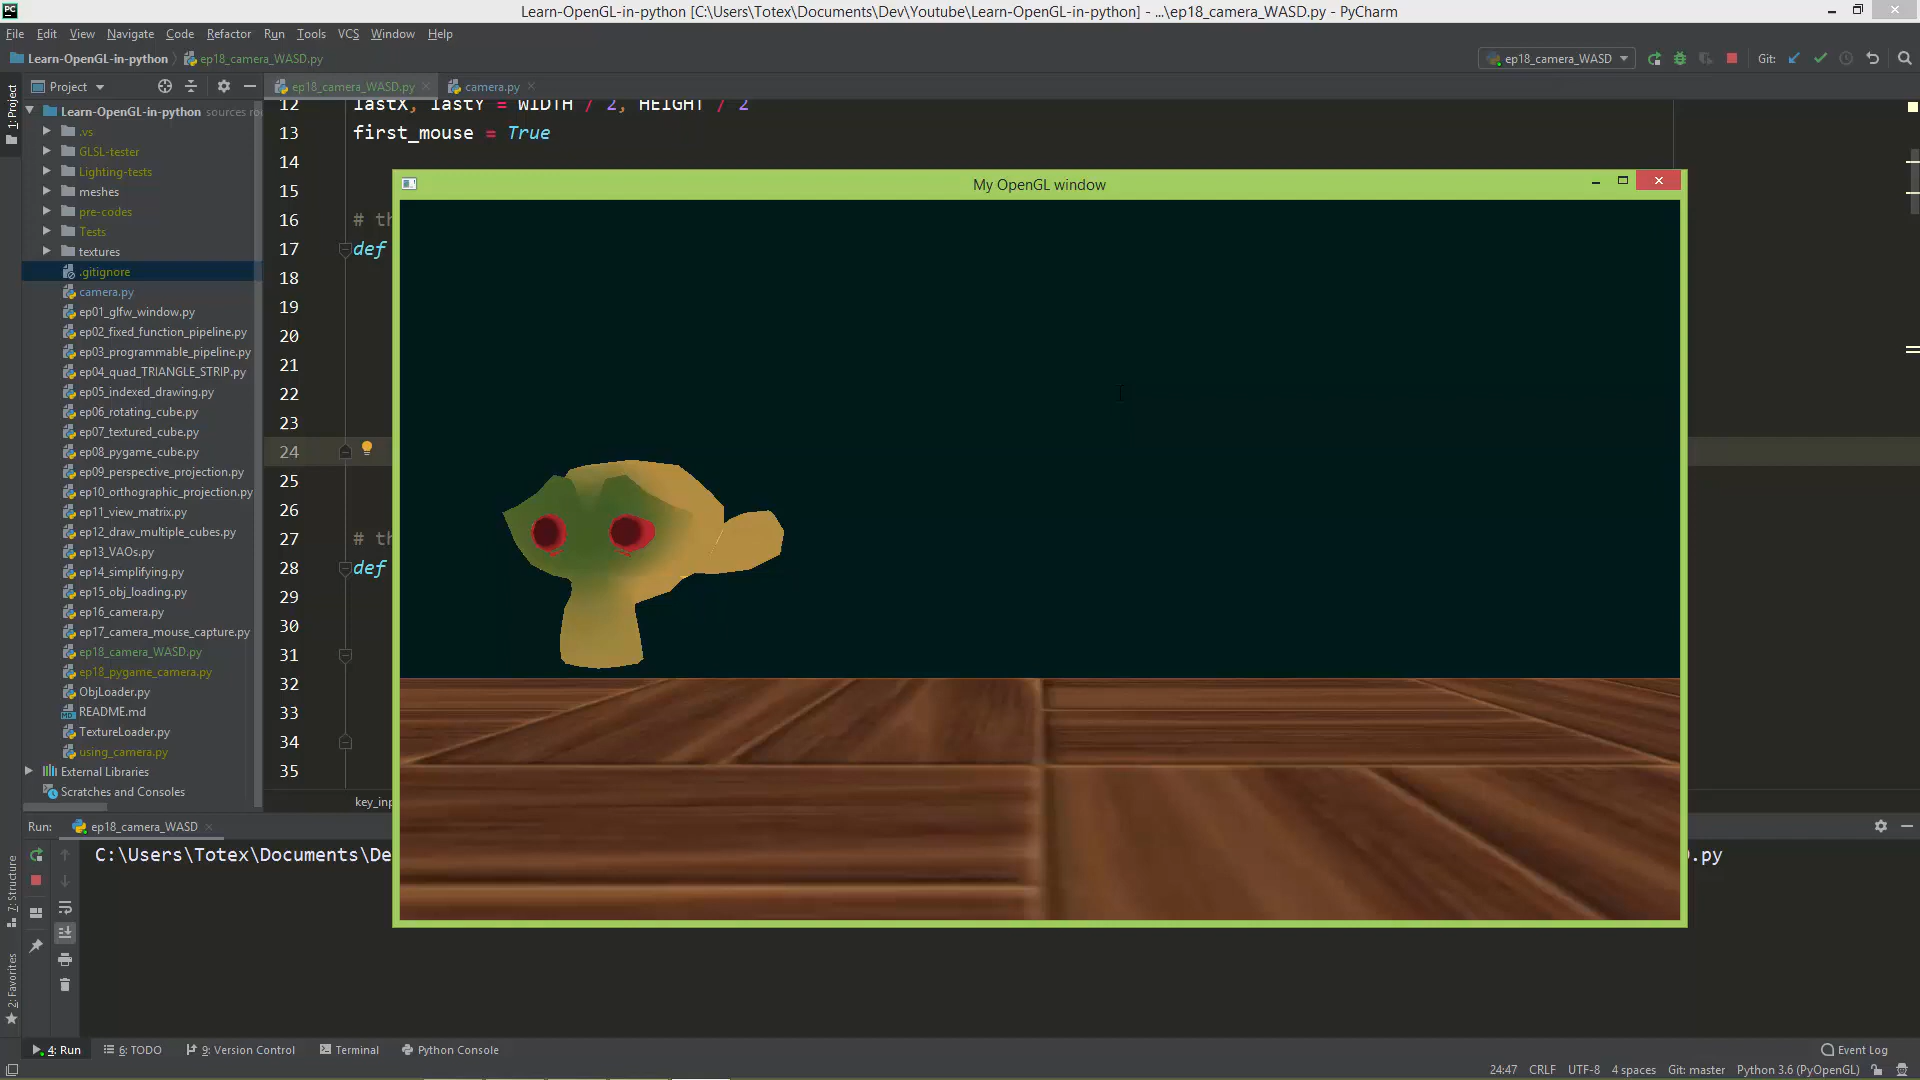 Learn-OpenGL-in-python [C:\Users\Totex\Documents\Dev\Youtube\Learn-OpenGL-in-python] - ...\ep18_camera_WASD.py - PyCharm
File Edit View Navigate Code Refactor Run Tools VCS Window Help
Learn-OpenGL-in-python ep18_camera_WASD.py ep18_camera_WASD Git:
Project ep18_camera_WASD.py camera.py
1: Project
Learn-OpenGL-in-python sources ro
.vs
GLSL-tester
Lighting-tests
meshes
pre-codes
Tests
textures
.gitignore
camera.py
ep01_glfw_window.py
ep02_fixed_function_pipeline.py
ep03_programmable_pipeline.py
ep04_quad_TRIANGLE_STRIP.py
ep05_indexed_drawing.py
ep06_rotating_cube.py
ep07_textured_cube.py
ep08_pygame_cube.py
ep09_perspective_projection.py
ep10_orthographic_projection.py
ep11_view_matrix.py
ep12_draw_multiple_cubes.py
ep13_VAOs.py
ep14_simplifying.py
ep15_obj_loading.py
ep16_camera.py
ep17_camera_mouse_capture.py
ep18_camera_WASD.py
ep18_pygame_camera.py
ObjLoader.py
README.md
TextureLoader.py
using_camera.py
External Libraries
Scratches and Consoles
12 lastX, lastY = WIDTH / 2, HEIGHT / 2
13 first_mouse = True
14
15
16 # th
17 def
18
19
20
21
22
23
24
25
26
27 # th
28 def
29
30
31
32
33
34
35
key_inp
My OpenGL window
Run: ep18_camera_WASD
C:\Users\Totex\Documents\De .py
7: Structure
2: Favorites
4: Run 6: TODO 9: Version Control Terminal Python Console Event Log
24:47 CRLF UTF-8 4 spaces Git: master Python 3.6 (PyOpenGL)